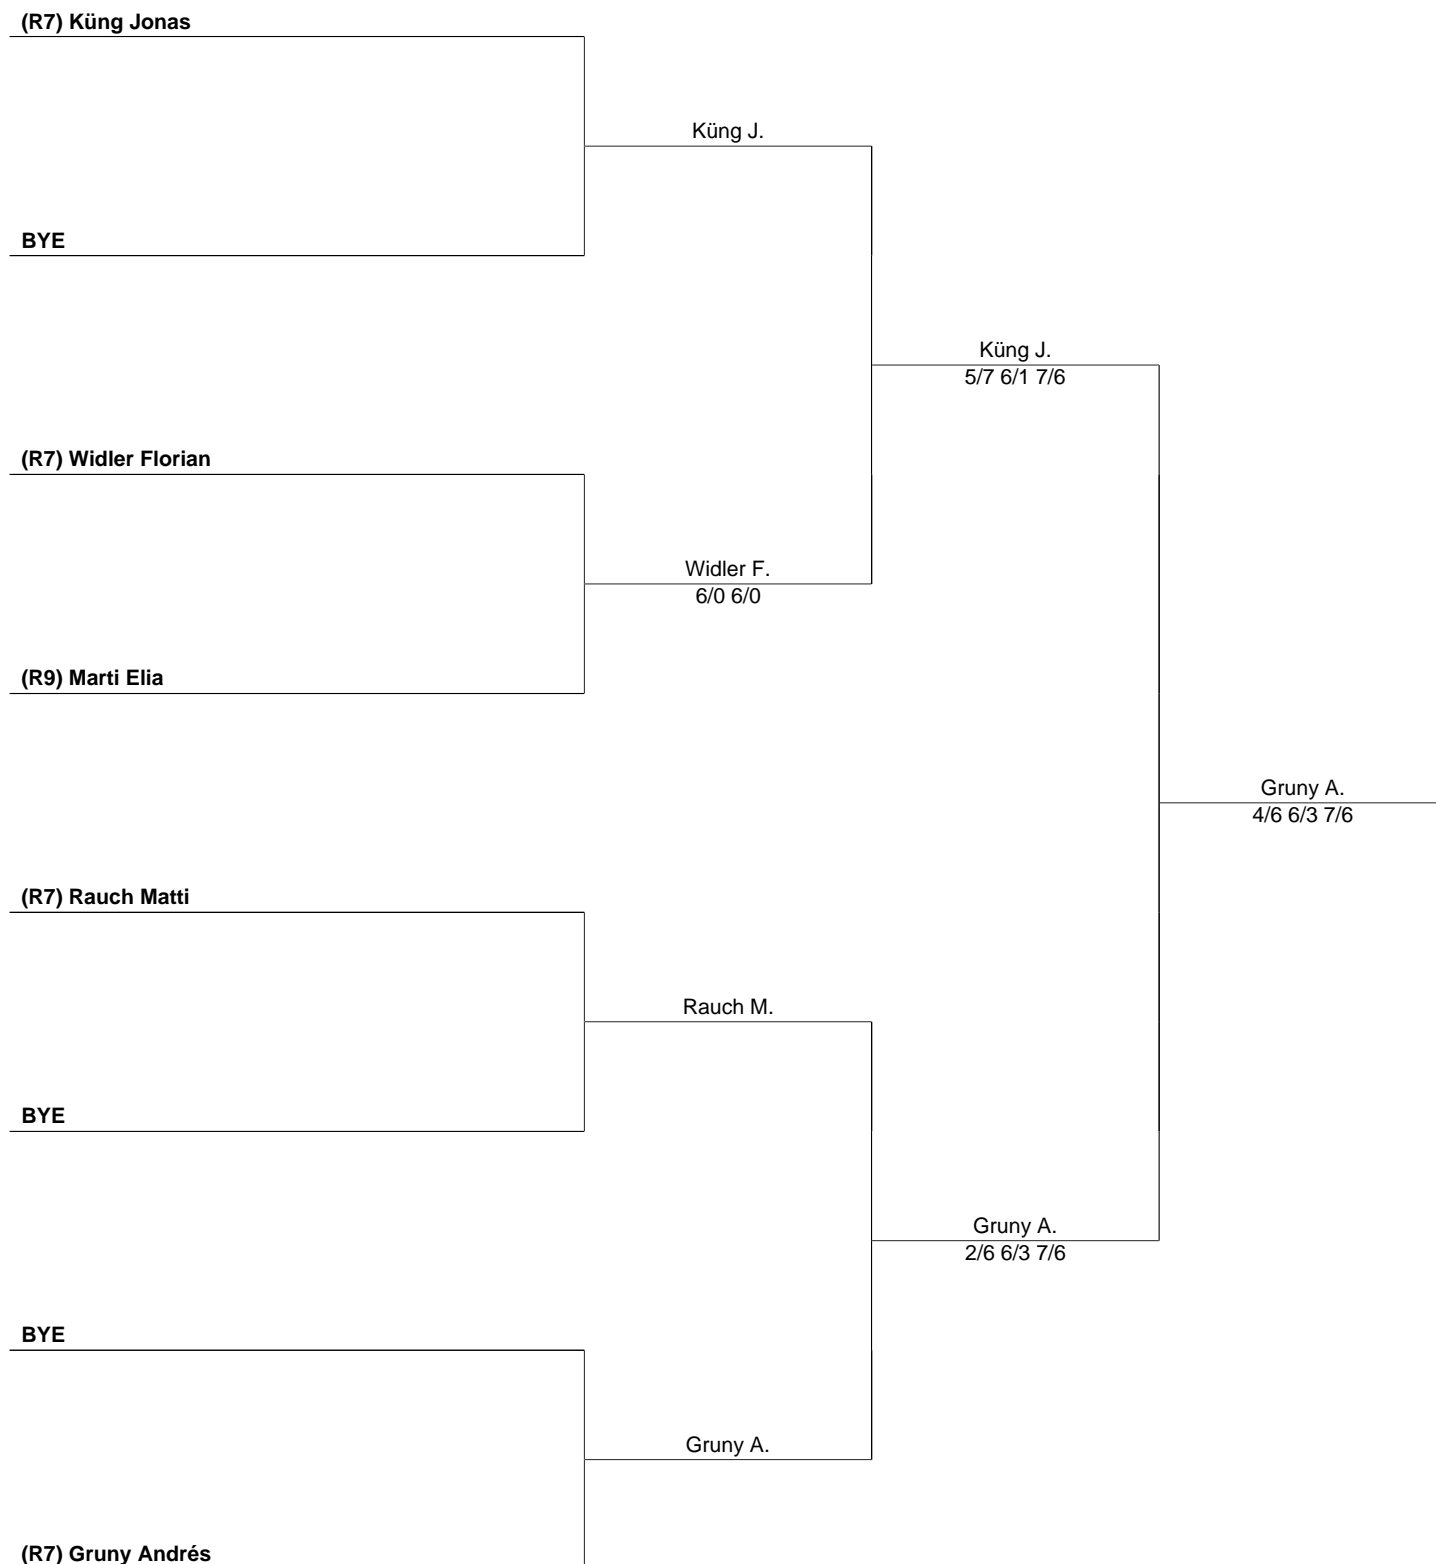 (R7) Küng Jonas
Küng J.
BYE
Küng J.
5/7 6/1 7/6
(R7) Widler Florian
Widler F.
6/0 6/0
(R9) Marti Elia
Gruny A.
4/6 6/3 7/6
(R7) Rauch Matti
Rauch M.
BYE
Gruny A.
2/6 6/3 7/6
BYE
Gruny A.
(R7) Gruny Andrés